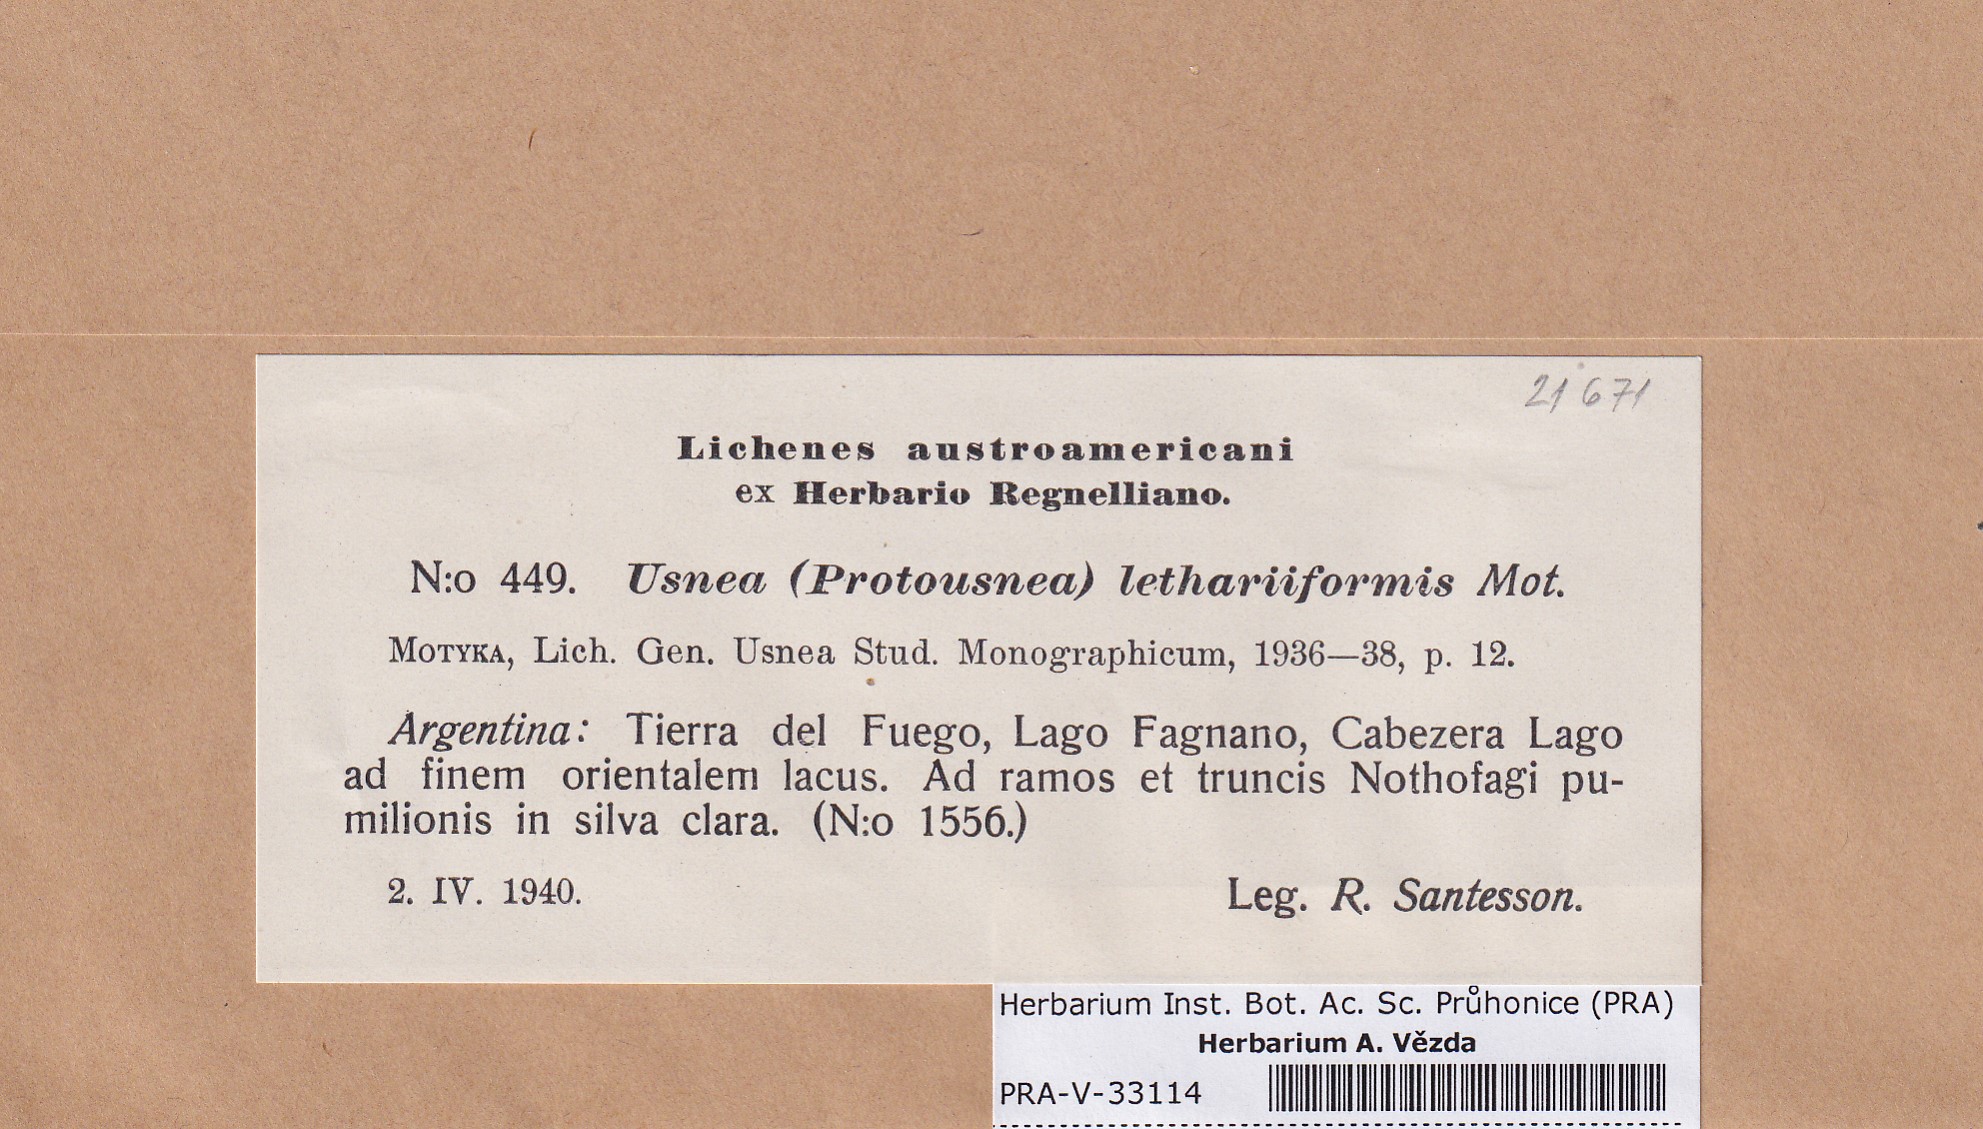 21671
Lichenes austroamericani
ex Herbario Regnelliano.
N:o 449. Usnea (Protousnea) lethariiformis Mot.
MOTYKA, Lich. Gen. Usnea Stud. Monographicum, 1936—38, p. 12.
Argentina: Tierra del Fuego, Lago Fagnano, Cabezera Lago
ad finem orientalem lacus. Ad ramos et truncis Nothofagi pu-
milionis in silva clara. (N:o 1556.)
2. IV. 1940. Leg. R. Santesson.
Herbarium Inst. Bot. Ac. Sc. Průhonice (PRA)
Herbarium A. Vězda
PRA-V-33114